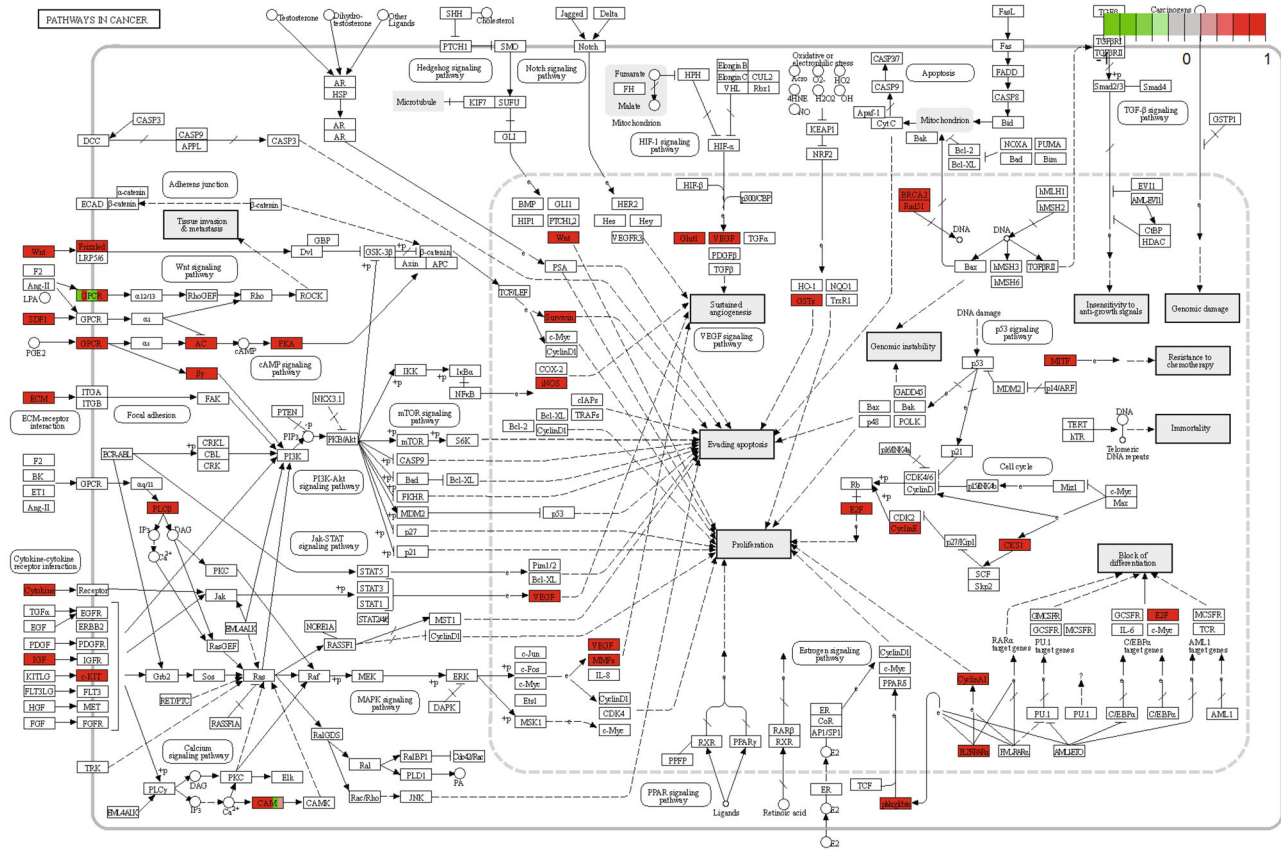 PATHWAYS IN CANCER
Testosterone
Dihydro-
testosterone
Other
Ligands
SHH
Cholesterol
PTCH1
SMO
Hedgehog signaling
pathway
Microtubule
KIF7
SUFU
GLI
Jagged
Delta
Notch
Notch signaling
pathway
Fumarate
FH
Malate
Mitochondrion
HPH
Elongin B
Elongin C
CUL2
VHL
Rbx1
HIF-1 signaling
pathway
HIF-α
Oxidative or
electrophilic stress
Acro
O2-
HO2
4HNE
H2O2
OH
NO
KEAP1
NRF2
CASP3/7
CASP9
Apaf-1
CytC
Apoptosis
Mitochondrion
FasL
Fas
FADD
CASP8
Bid
Bak
Bcl-2
Bcl-XL
NOXA
PUMA
Bad
Bim
TGFβ
TGFβRI
TGFβRII
Smad2/3
Smad4
TGF-β signaling
pathway
Carcinogens
-1
0
1
GSTP1
AR
HSP
AR
AR
DCC
CASP3
CASP9
APPL
CASP3
Adherens junction
ECAD
α-catenin
β-catenin
β-catenin
Tissue invasion
& metastasis
Wnt
Frizzled
LRP5/6
Dvl
GBP
GSK-3β
Axin
β-catenin
APC
Wnt signaling
pathway
F2
Ang-II
LPA
GPCR
α12/13
RhoGEF
Rho
ROCK
SDF1
GPCR
αi
PGE2
GPCR
αs
AC
cAMP
PKA
cAMP signaling
pathway
βγ
ECM
ITGA
ITGB
FAK
ECM-receptor
interaction
Focal adhesion
PTEN
PIP3
PI3K
NKX3.1
PKB/Akt
PI3K-Akt
signaling pathway
BCR-ABL
CRKL
CBL
CRK
F2
BK
ET1
Ang-II
GPCR
αq/11
PLCβ
IP3
DAG
Ca2+
PKC
Jak-STAT
signaling pathway
Cytokine-cytokine
receptor interaction
Cytokine
Receptor
Jak
STAT5
STAT3
STAT1
STAT2/4/6
TGFα
EGF
EGFR
ERBB2
PDGF
PDGFR
IGF
IGFR
KITLG
c-KIT
FLT3LG
FLT3
HGF
MET
FGF
FGFR
EML4ALK
RasGEF
Grb2
Sos
Ras
Raf
MEK
ERK
DAPK
NORE1A
RASSF1
MST1
CyclinD1
RET/PTC
RASSF1A
MAPK signaling
pathway
Calcium
signaling pathway
TRK
PLCγ
EML4ALK
DAG
IP3
Ca2+
PKC
Elk
CAM
CAMK
RalGDS
Ral
RalBP1
Cdc42/Rac
PLD1
PA
Rac/Rho
JNK
TCF/LEF
PSA
IKK
IκBα
NFκB
mTOR signaling
pathway
mTOR
S6K
CASP9
Bad
Bcl-XL
FKHR
MDM2
p53
p27
p21
BMP
GLI1
HIP1
PTCH1,2
Wnt
HER2
Hes
Hey
VEGFR3
HIF-β
p300/CBP
Glut1
VEGF
TGFα
PDGFβ
TGFβ
Sustained
angiogenesis
VEGF signaling
pathway
Survivin
c-Myc
CyclinD1
COX-2
iNOS
cIAPs
Bcl-XL
TRAFs
Bcl-2
CyclinD1
Evading apoptosis
Proliferation
Pim1/2
Bcl-XL
VEGF
c-Jun
c-Fos
c-Myc
Ets1
MSK1
VEGF
MMPs
IL-8
CyclinD1
CDK4
c-Myc
HO-1
NQO1
GSTs
TrxR1
BRCA2
Rad51
DNA
DNA
hMLH1
hMSH2
Bax
hMSH3
TGFβRII
hMSH6
EVI1
AML-EVI1
CtBP
HDAC
Insensitivity to
anti-growth signals
Genomic damage
Genomic instability
DNA damage
p53 signaling
pathway
p53
MDM2
p14/ARF
MITF
Resistance to
chemotherapy
GADD45
Bax
Bak
p48
POLK
p21
TERT
hTR
DNA
Telomeric
DNA repeats
Immortality
Cell cycle
p16INK4a
CDK4/6
CyclinD
p15INK4b
Miz1
c-Myc
Max
Rb
E2F
CDK2
CyclinE
p27/Kip1
CKS1
SCF
Skp2
Block of
differentiation
Estrogen signaling
pathway
CyclinD1
c-Myc
PPARδ
ER
CoR
AP1/SP1
E2
ER
E2
E2
RXR
PPARγ
PPFP
PPAR signaling
pathway
Ligands
RARβ
RXR
Retinoic acid
TCF
CyclinA1
RARα
target genes
GMCSFR
GCSFR
MCSFR
PU.1
target genes
GCSFR
E2F
IL-6
c-Myc
C/EBPα
target genes
MCSFR
TCR
AML1
target genes
PU.1
PU.1
C/EBPα
C/EBPα
AML1
PLZF-RARα
PML-RARα
AML1-ETO